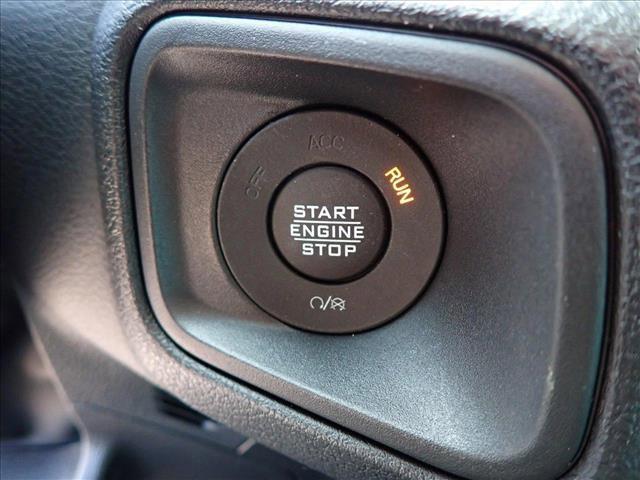 ACC
OFF
RUN
START
ENGINE
STOP